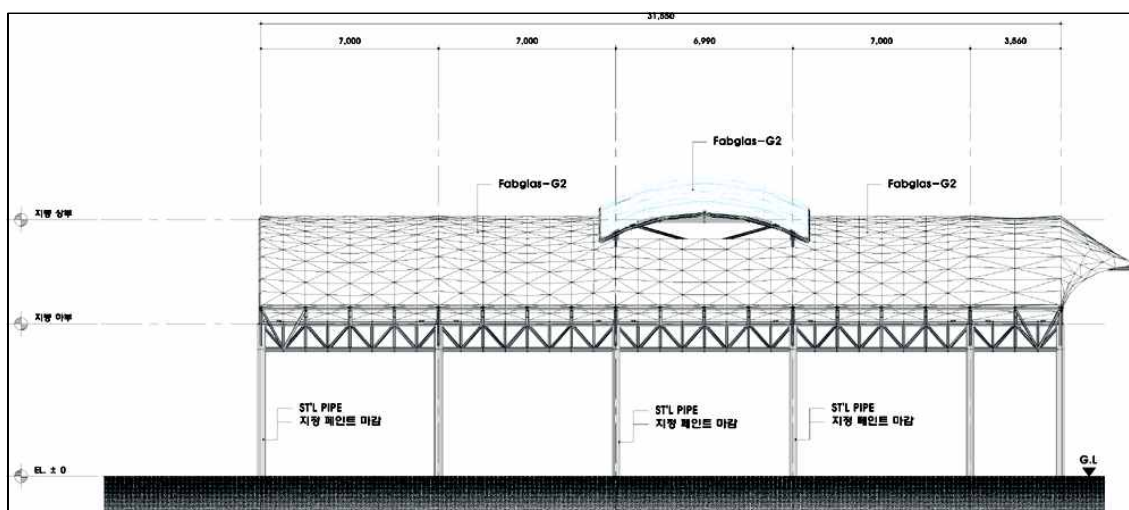 31,550
7,000 7,000 6,990 7,000 3,560
Fabglas-G2
Fabglas-G2
Fabglas-G2
지붕 상부
지붕 하부
ST'L PIPE
지정 페인트 마감
ST'L PIPE
지정 페인트 마감
ST'L PIPE
지정 페인트 마감
EL. ± 0
G.L